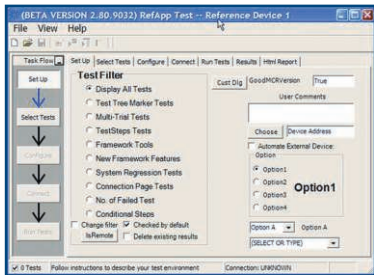 (BETA VERSION 2.80.9032) RefApp Test -- Reference Device 1
File View Help
Task Flow
Set Up
Select Tests
Configure
Connect
Run Tests
Set Up Select Tests Configure Connect Run Tests Results Html Report
Test Filter
Display All Tests
Test Tree Marker Tests
Multi-Trial Tests
TestSteps Tests
Framework Tools
New Framework Features
System Regression Tests
Connection Page Tests
No. of Failed Test
Conditional Steps
Change filter Checked by default
IsRemote Delete existing results
Cust Dlg GoodMCRVersion True
User Comments
Choose Device Address
Automate External Device:
Option
Option1
Option2
Option3
Option4
Option1
Option A Option A
(SELECT OR TYPE)
0 Tests Follow instructions to describe your test environment Connection: UNKNOWN